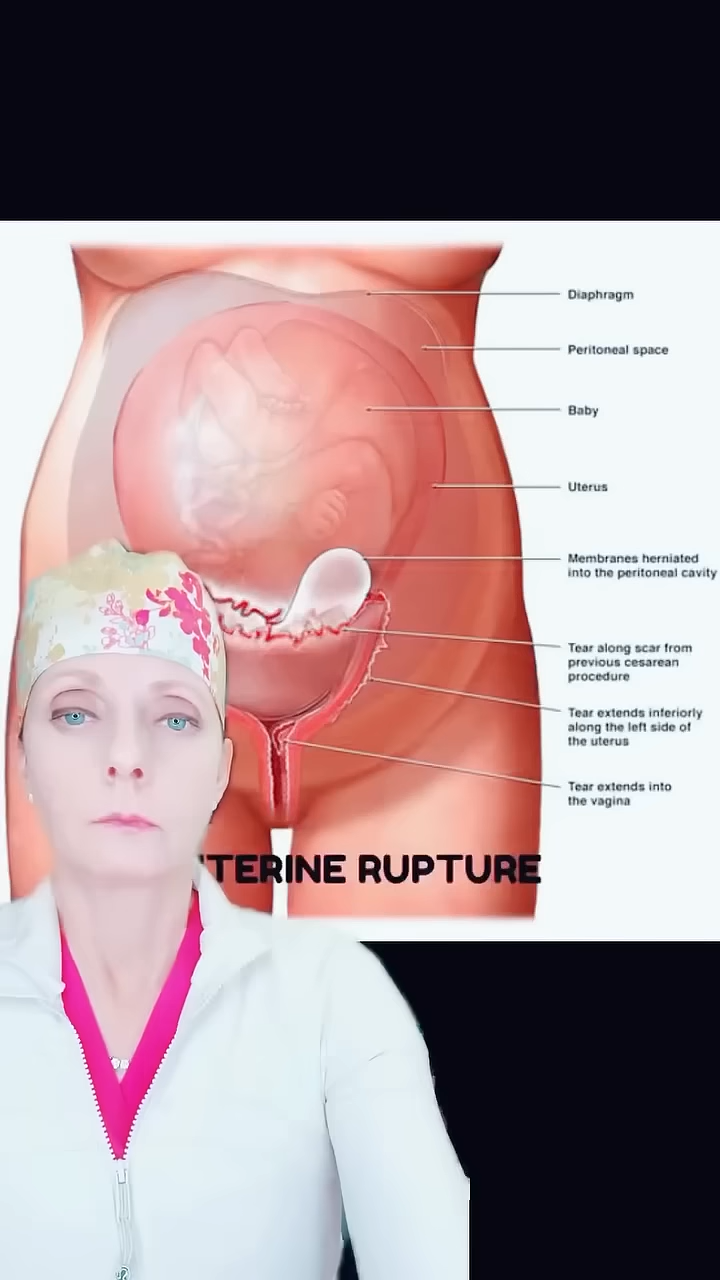 Diaphragm
Peritoneal space
Baby
Uterus
Membranes herniated
into the peritoneal cavity
Tear along scar from
previous cesarean
procedure
Tear extends inferiorly
along the left side of
the uterus
Tear extends into
the vagina
TERINE RUPTURE